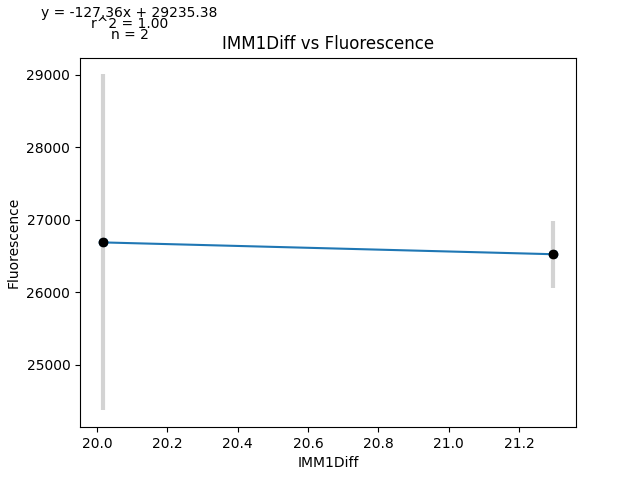 y = -127.36x + 29235.38
r^2 = 1.00
n = 2
IMM1Diff vs Fluorescence
29000
28000
27000
26000
25000
Fluorescence
20.0 20.2 20.4 20.6 20.8 21.0 21.2
IMM1Diff